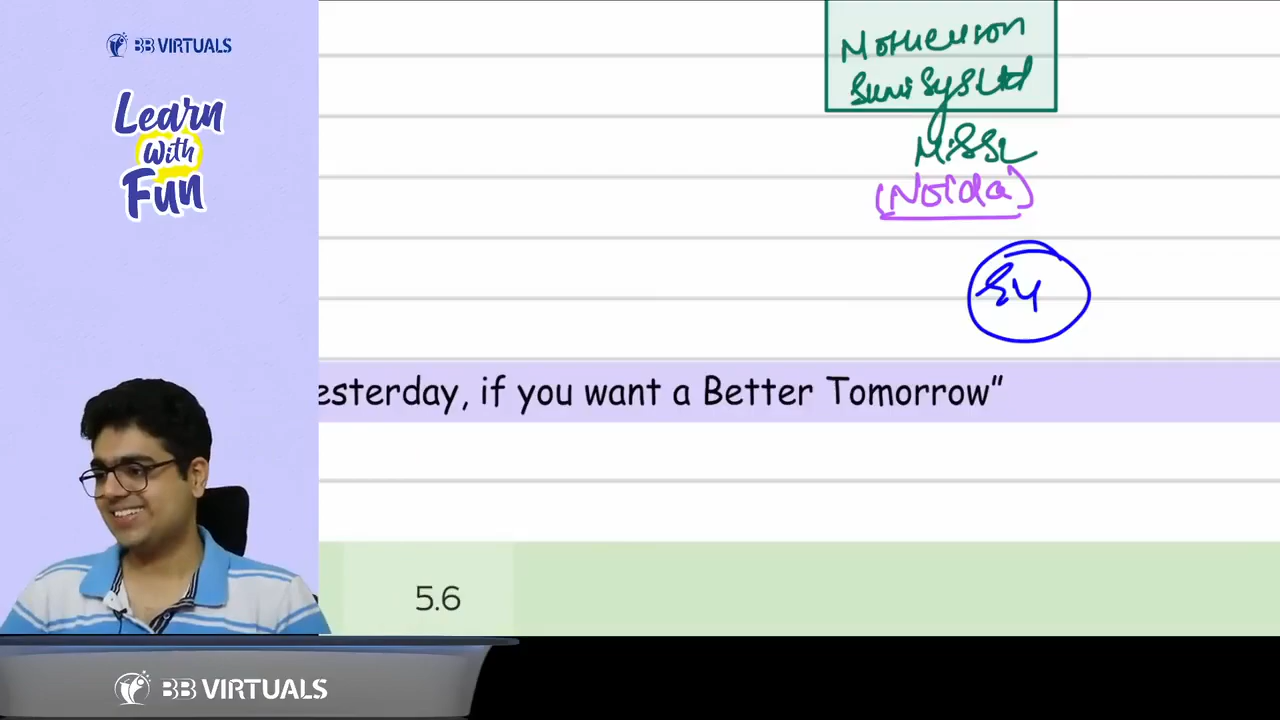 BB VIRTUALS
Learn
With
Fun
Motherson
Sumi Sys Ltd
MSSL
(Noida)
EY
esterday, if you want a Better Tomorrow”
5.6
BB VIRTUALS